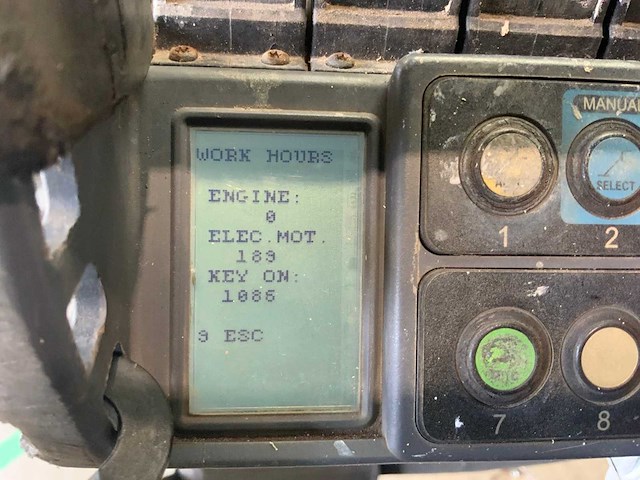 WORK HOURS
ENGINE:
0
ELEC.MOT.
189
KEY ON:
1086
9 ESC
MANUAL
SELECT
1
2
7
8